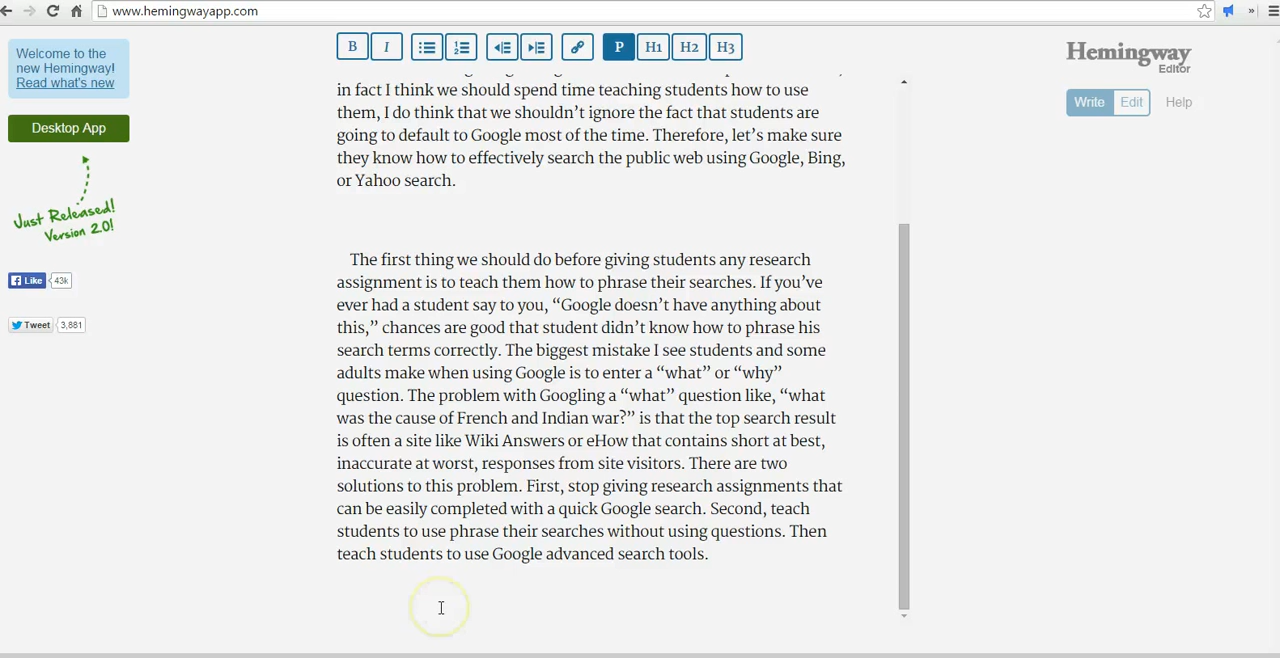 www.hemingwayapp.com
»
Welcome to the
new Hemingway!
Read what's new
Desktop App
Just Released!
Version 2.0!
Like 43k
Tweet 3,881
B I P H1 H2 H3
Hemingway
Editor
Write Edit Help
in fact I think we should spend time teaching students how to use
them, I do think that we shouldn’t ignore the fact that students are
going to default to Google most of the time. Therefore, let’s make sure
they know how to effectively search the public web using Google, Bing,
or Yahoo search.
The first thing we should do before giving students any research
assignment is to teach them how to phrase their searches. If you’ve
ever had a student say to you, “Google doesn’t have anything about
this,” chances are good that student didn’t know how to phrase his
search terms correctly. The biggest mistake I see students and some
adults make when using Google is to enter a “what” or “why”
question. The problem with Googling a “what” question like, “what
was the cause of French and Indian war?” is that the top search result
is often a site like Wiki Answers or eHow that contains short at best,
inaccurate at worst, responses from site visitors. There are two
solutions to this problem. First, stop giving research assignments that
can be easily completed with a quick Google search. Second, teach
students to use phrase their searches without using questions. Then
teach students to use Google advanced search tools.